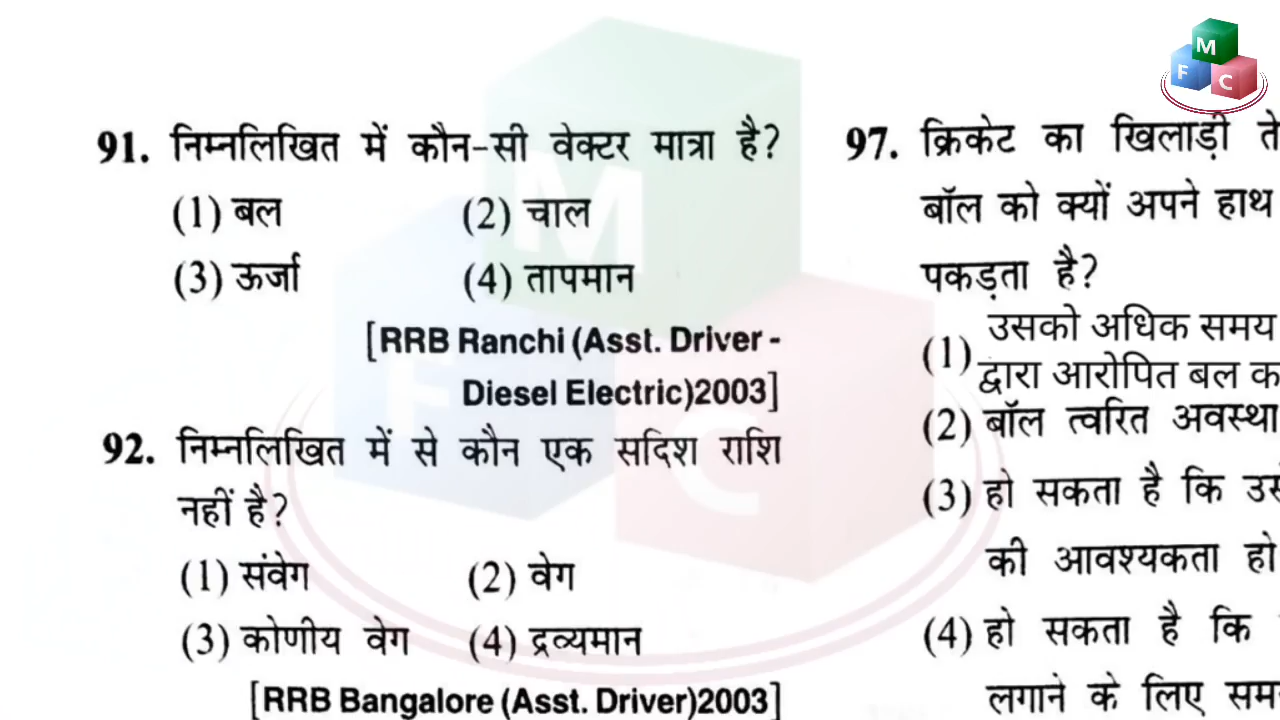 91. निम्नलिखित में कौन-सी वेक्टर मात्रा है?
(1) बल (2) चाल
(3) ऊर्जा (4) तापमान
[RRB Ranchi (Asst. Driver -
Diesel Electric)2003]
92. निम्नलिखित में से कौन एक सदिश राशि
नहीं है?
(1) संवेग (2) वेग
(3) कोणीय वेग (4) द्रव्यमान
[RRB Bangalore (Asst. Driver)2003]
97. क्रिकेट का खिलाड़ी ते
बॉल को क्यों अपने हाथ
पकड़ता है?
(1) उसको अधिक समय
द्वारा आरोपित बल क
(2) बॉल त्वरित अवस्था
(3) हो सकता है कि
की आवश्यकता हो
(4) हो सकता है कि
लगाने के लिए
M
F
C
M
F
C